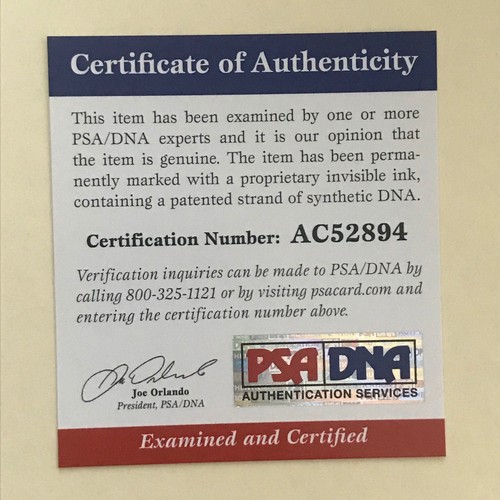 Certificate of Authenticity
This item has been examined by one or more
PSA/DNA experts and it is our opinion that
the item is genuine. The item has been perma-
nently marked with a proprietary invisible ink,
containing a patented strand of synthetic DNA.
Certification Number: AC52894
Verification inquiries can be made to PSA/DNA by
calling 800-325-1121 or by visiting psacard.com and
entering the certification number above.
PSA DNA
AUTHENTICATION SERVICES
Joe Orlando
President, PSA/DNA
Examined and Certified